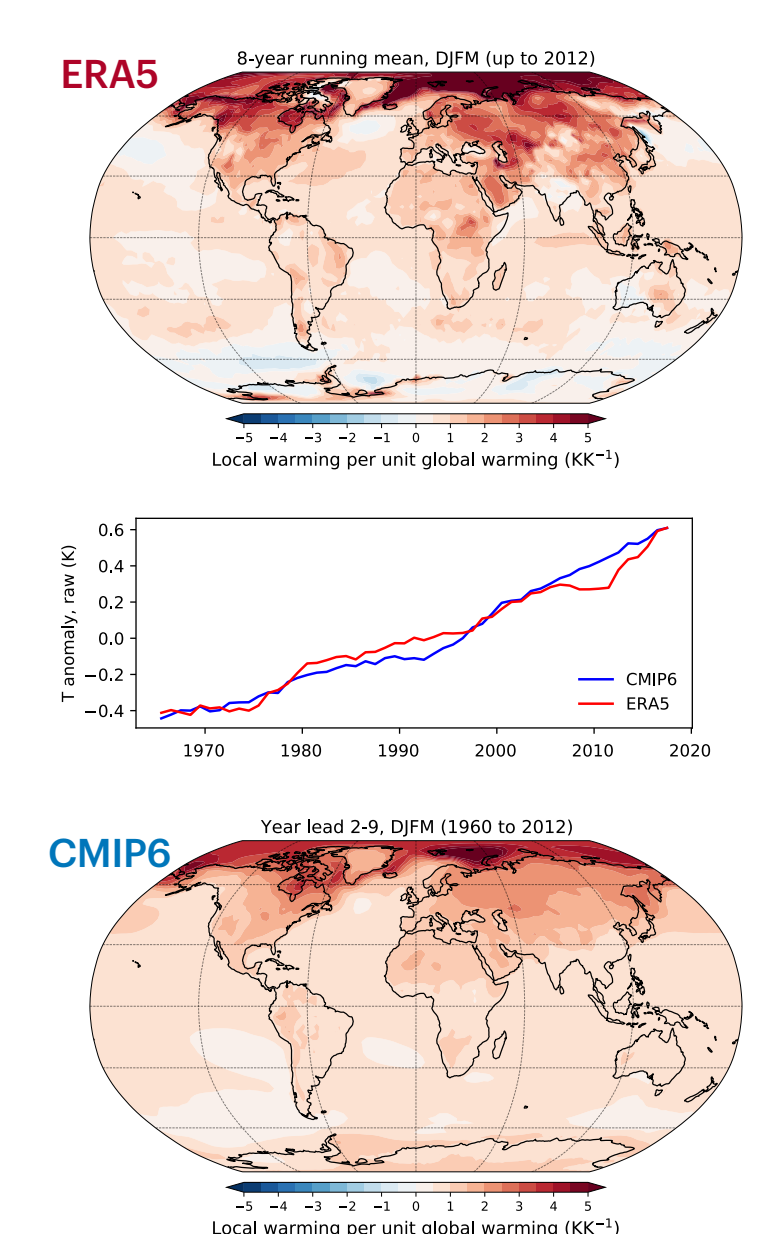 ERA5
8-year running mean, DJFM (up to 2012)
−5 −4 −3 −2 −1 0 1 2 3 4 5
Local warming per unit global warming (KK⁻¹)
T anomaly, raw (K)
0.6
0.4
0.2
0.0
−0.2
−0.4
CMIP6
ERA5
1970 1980 1990 2000 2010 2020
CMIP6
Year lead 2-9, DJFM (1960 to 2012)
−5 −4 −3 −2 −1 0 1 2 3 4 5
Local warming per unit global warming (KK⁻¹)